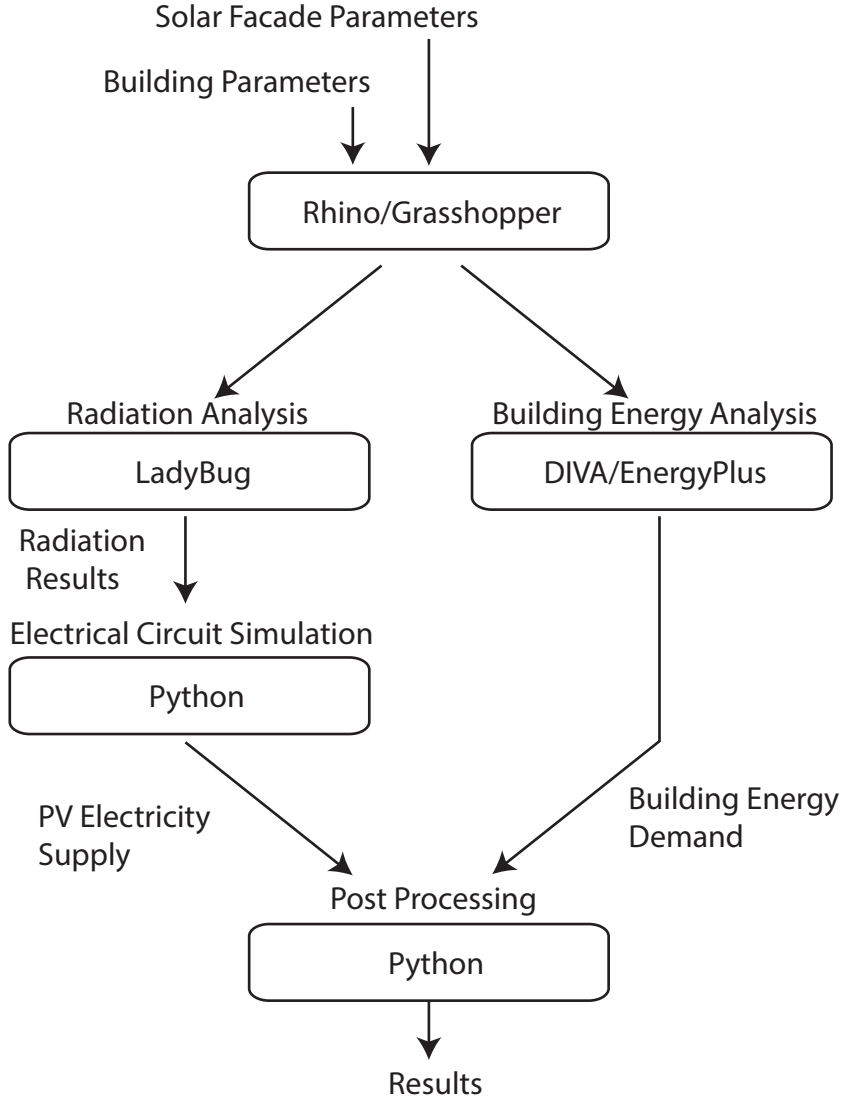 Solar Facade Parameters
Building Parameters
Rhino/Grasshopper
Radiation Analysis
LadyBug
Building Energy Analysis
DIVA/EnergyPlus
Radiation
Results
Electrical Circuit Simulation
Python
PV Electricity
Supply
Building Energy
Demand
Post Processing
Python
Results